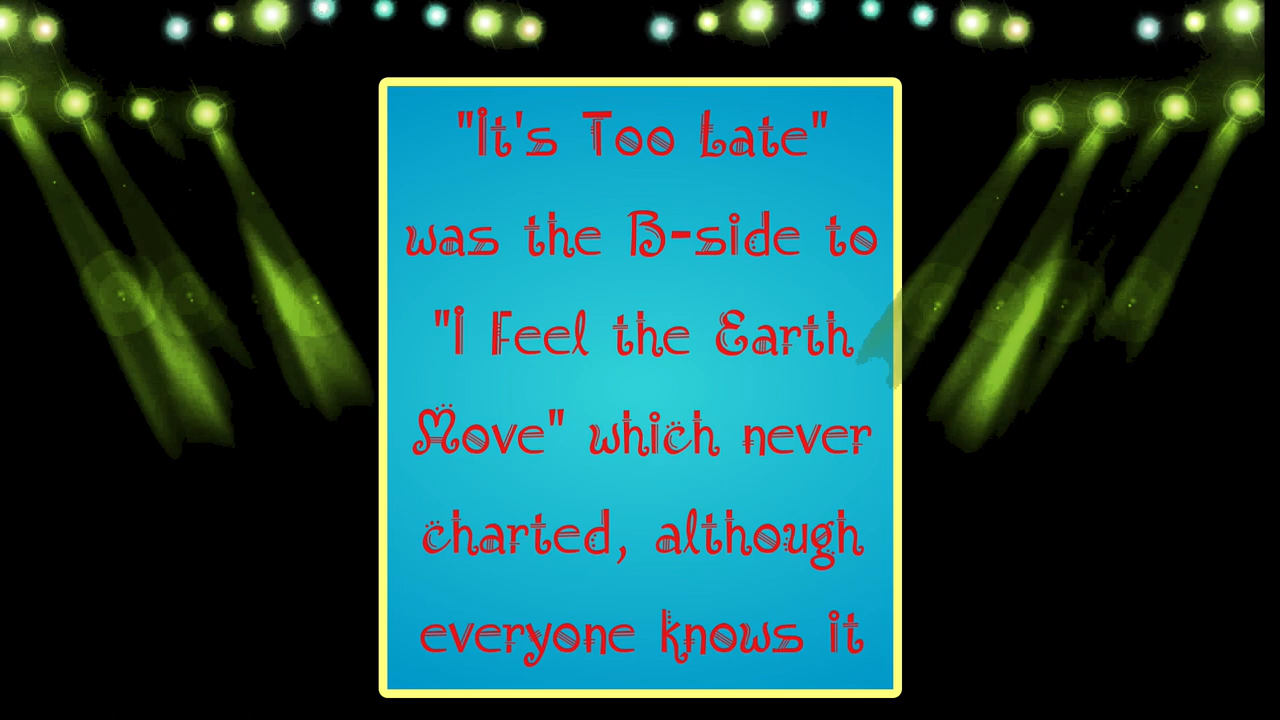 "It's Too Late"
was the B-side to
"I Feel the Earth
Move" which never
charted, although
everyone knows it